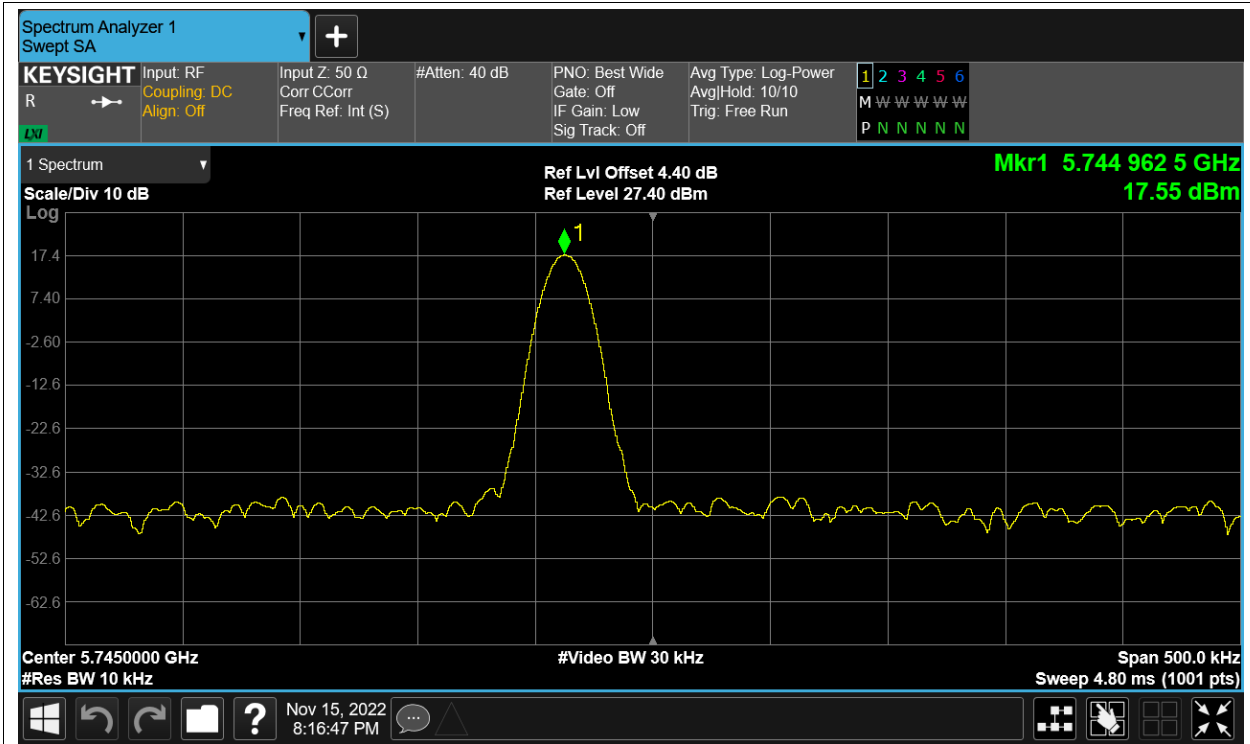 Spectrum Analyzer 1
Swept SA
+
KEYSIGHT
R
LXI
Input: RF
Coupling: DC
Align: Off
Input Z: 50 Ω
Corr CCorr
Freq Ref: Int (S)
#Atten: 40 dB
PNO: Best Wide
Gate: Off
IF Gain: Low
Sig Track: Off
Avg Type: Log-Power
Avg|Hold: 10/10
Trig: Free Run
1 2 3 4 5 6
M W W W W W W
P N N N N N
1 Spectrum
Scale/Div 10 dB
Log
Ref Lvl Offset 4.40 dB
Ref Level 27.40 dBm
Mkr1 5.744 962 5 GHz
17.55 dBm
1
17.4
7.40
-2.60
-12.6
-22.6
-32.6
-42.6
-52.6
-62.6
Center 5.7450000 GHz
#Res BW 10 kHz
#Video BW 30 kHz
Span 500.0 kHz
Sweep 4.80 ms (1001 pts)
?
Nov 15, 2022
8:16:47 PM